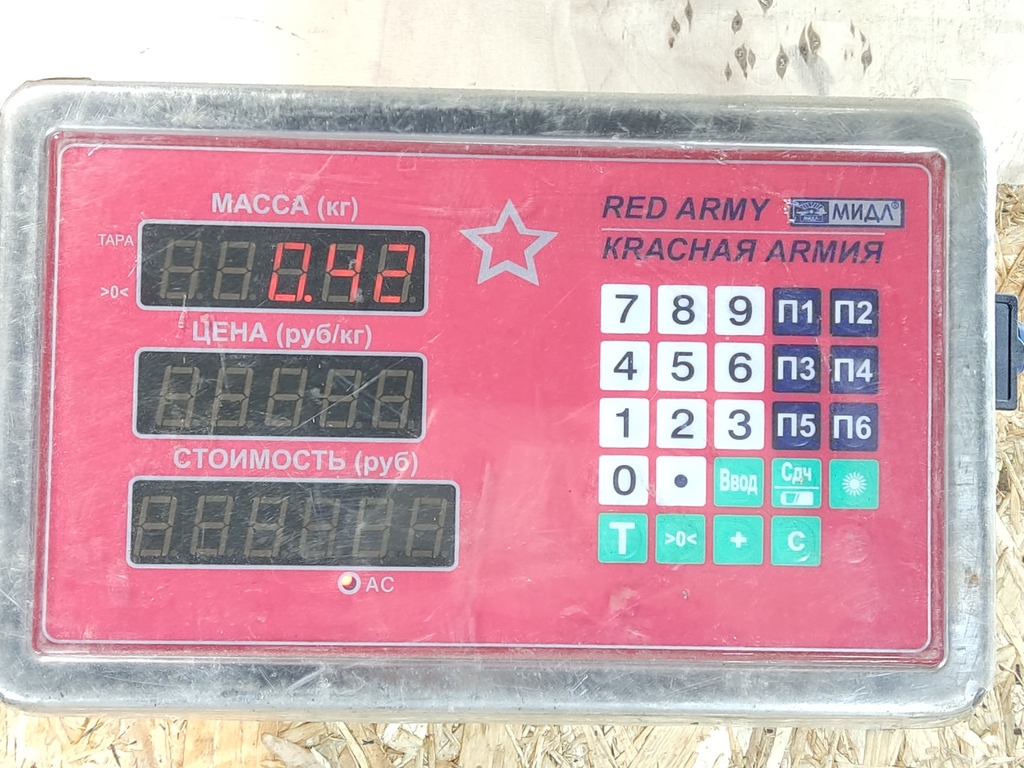 МАССА (кг)
ТАРА
0.42
>0<
ЦЕНА (руб/кг)
СТОИМОСТЬ (руб)
AC
RED ARMY МИДЛ®
КRАСНАЯ АRМИЯ
7 8 9 П1 П2
4 5 6 П3 П4
1 2 3 П5 П6
0 • Ввод Сдч
T >0< + C